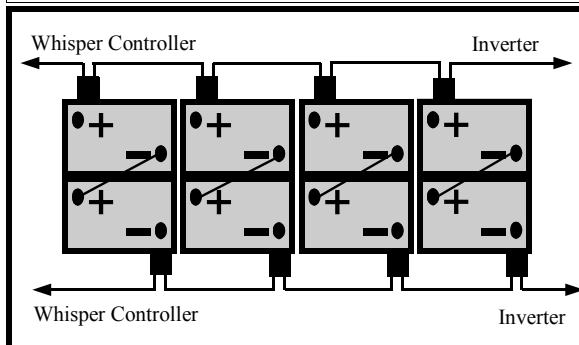 Whisper Controller Inverter
+ + + +
− − − −
+ + + +
− − − −
Whisper Controller Inverter